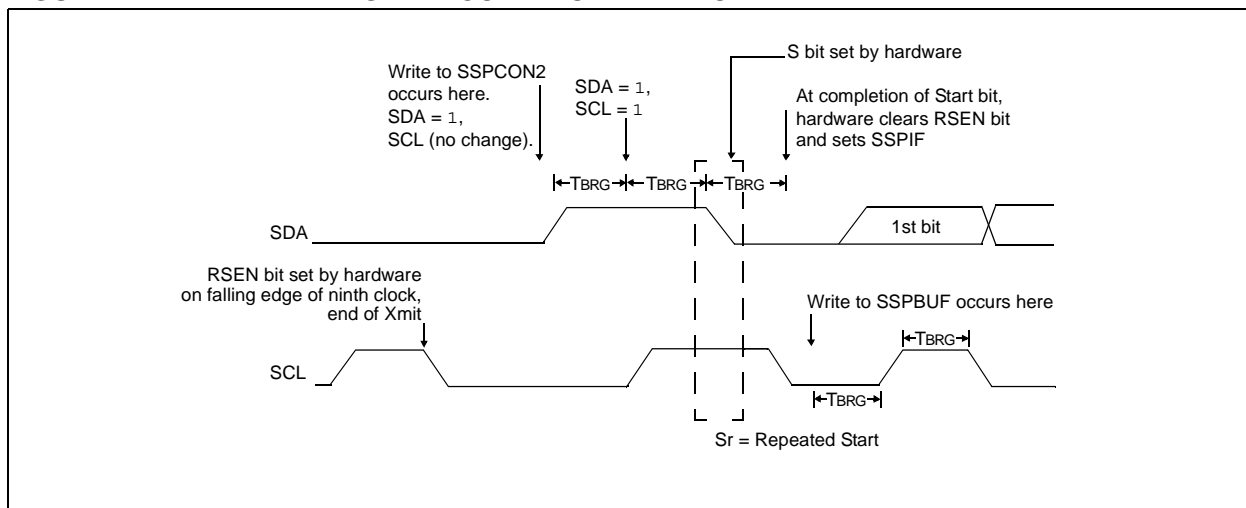 S bit set by hardware
Write to SSPCON2
occurs here.
SDA = 1,
SCL (no change).
SDA = 1,
SCL = 1
At completion of Start bit,
hardware clears RSEN bit
and sets SSPIF
TBRG
TBRG
TBRG
SDA
1st bit
RSEN bit set by hardware
on falling edge of ninth clock,
end of Xmit
Write to SSPBUF occurs here
TBRG
SCL
TBRG
Sr = Repeated Start